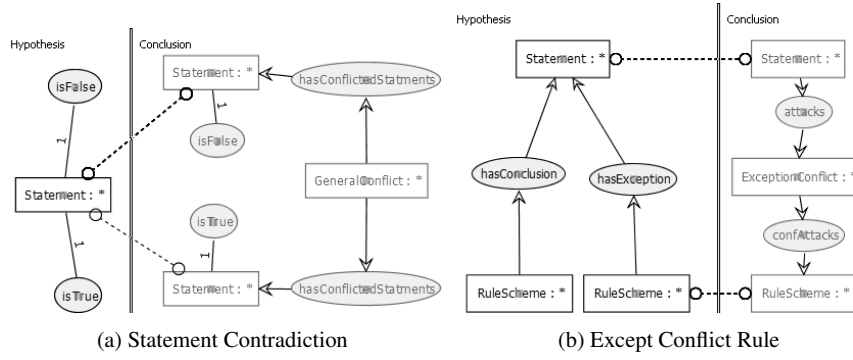 Hypothesis
Conclusion
isFalse
Statement : *
isTrue
1
1
Statement : *
isFalse
1
hasConflictedStatments
GeneralConflict : *
isTrue
1
Statement : *
hasConflictedStatments
(a) Statement Contradiction
Hypothesis
Conclusion
Statement : *
hasConclusion
hasException
RuleScheme : *
RuleScheme : *
Statement : *
attacks
ExceptionConflict : *
confAttacks
RuleScheme : *
(b) Except Conflict Rule